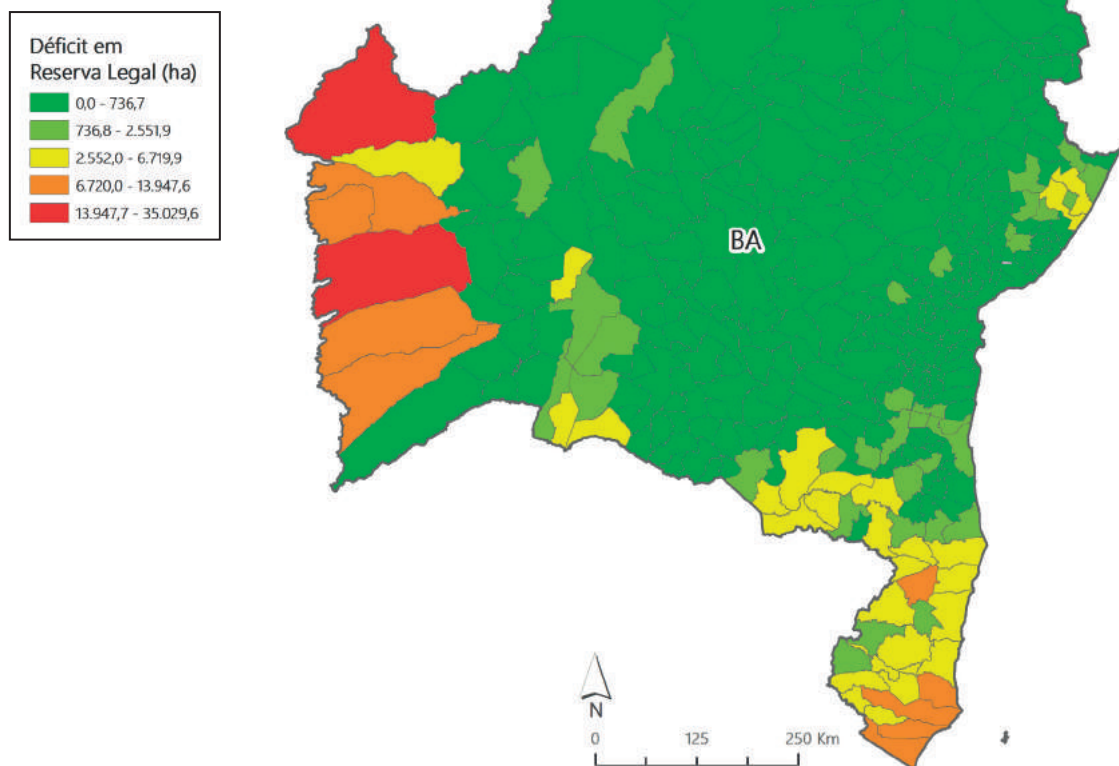 Déficit em
Reserva Legal (ha)
0,0 - 736,7
736,8 - 2.551,9
2.552,0 - 6.719,9
6.720,0 - 13.947,6
13.947,7 - 35.029,6
BA
N
0 125 250 Km